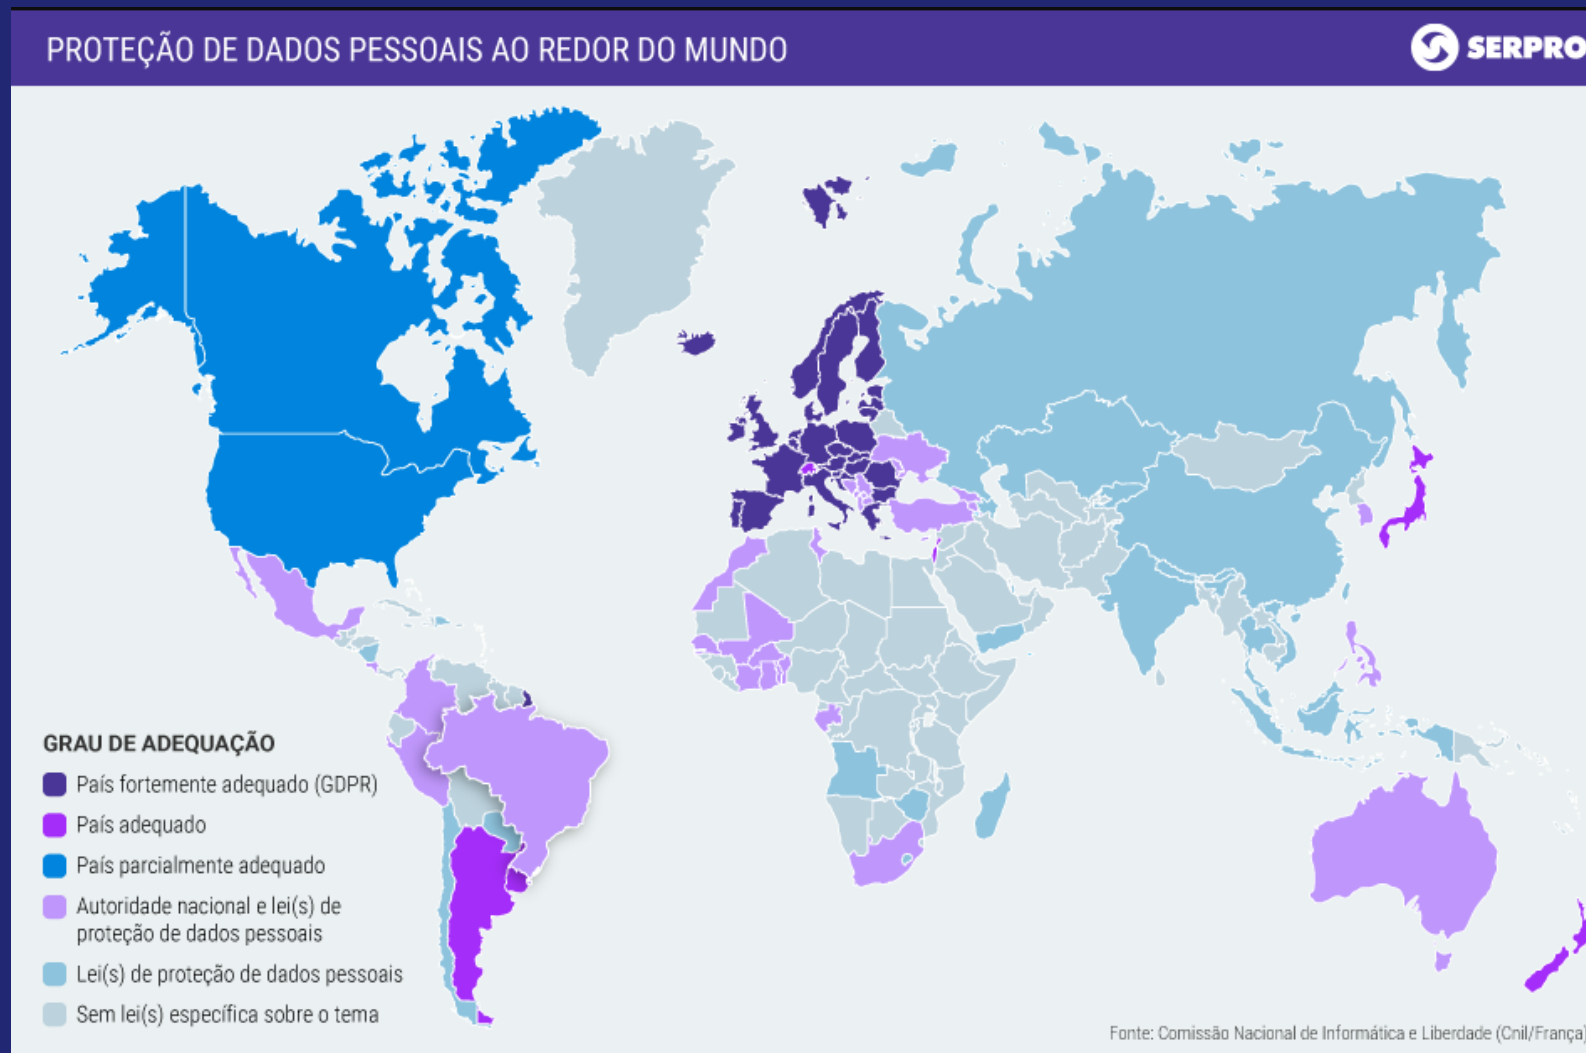 PROTEÇÃO DE DADOS PESSOAIS AO REDOR DO MUNDO
SERPRO
GRAU DE ADEQUAÇÃO
País fortemente adequado (GDPR)
País adequado
País parcialmente adequado
Autoridade nacional e lei(s) de
proteção de dados pessoais
Lei(s) de proteção de dados pessoais
Sem lei(s) específica sobre o tema
Fonte: Comissão Nacional de Informática e Liberdade (Cnil/França)